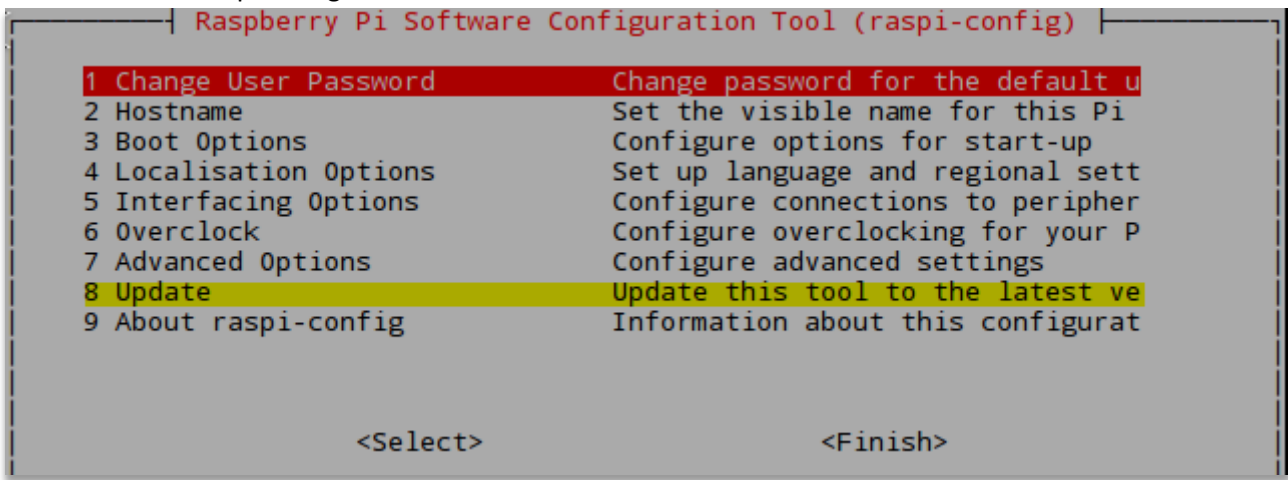 Raspberry Pi Software Configuration Tool (raspi-config)
1 Change User Password Change password for the default u
2 Hostname Set the visible name for this Pi
3 Boot Options Configure options for start-up
4 Localisation Options Set up language and regional sett
5 Interfacing Options Configure connections to peripher
6 Overclock Configure overclocking for your P
7 Advanced Options Configure advanced settings
8 Update Update this tool to the latest ve
9 About raspi-config Information about this configurat
<Select> <Finish>